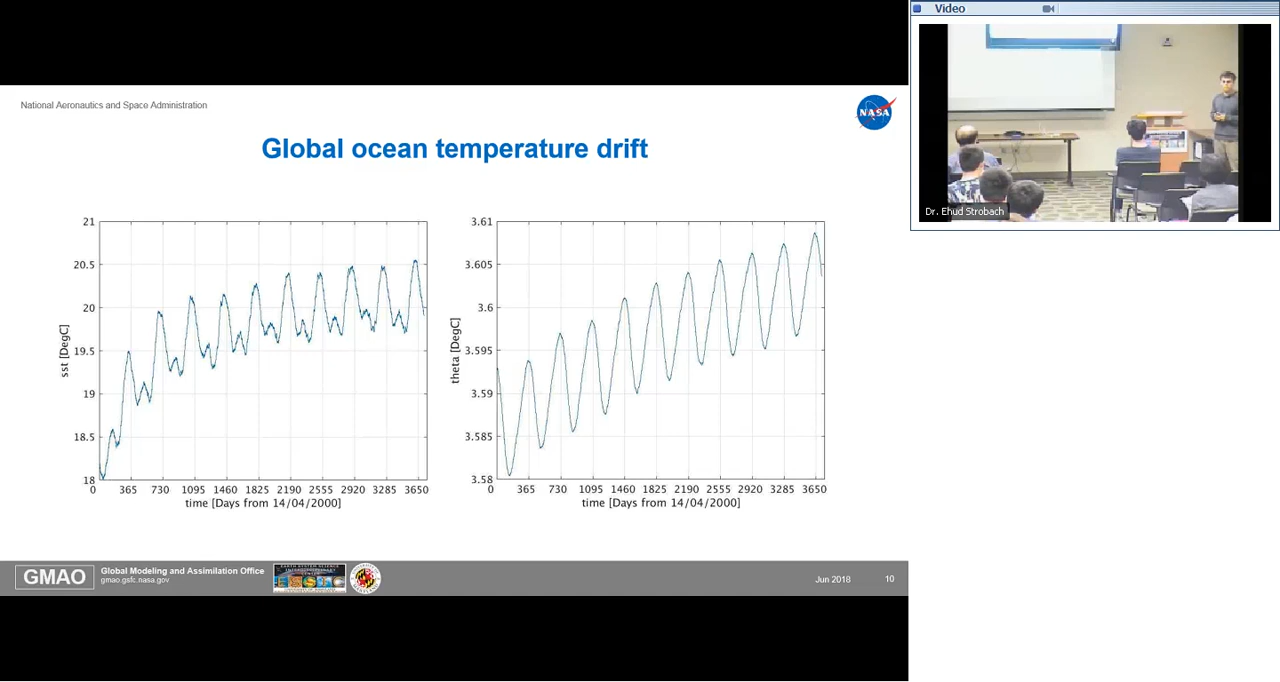 Video
Dr. Ehud Strobach
National Aeronautics and Space Administration
NASA
Global ocean temperature drift
21
20.5
20
19.5
19
18.5
18
sst [DegC]
0 365 730 1095 1460 1825 2190 2555 2920 3285 3650
time [Days from 14/04/2000]
3.61
3.605
3.6
3.595
3.59
3.585
3.58
theta [DegC]
0 365 730 1095 1460 1825 2190 2555 2920 3285 3650
time [Days from 14/04/2000]
GMAO
Global Modeling and Assimilation Office
gmao.gsfc.nasa.gov
Jun 2018
10